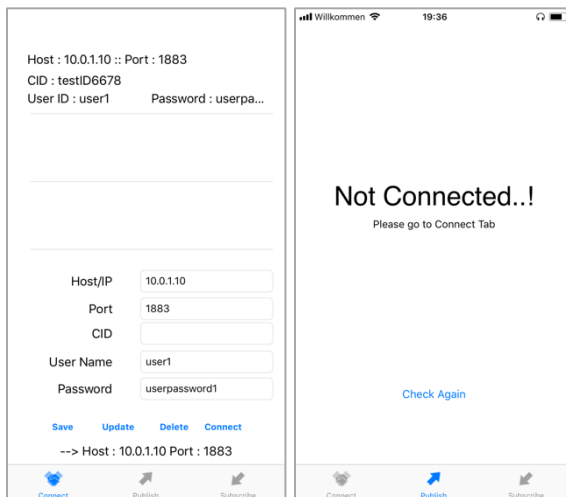 Host : 10.0.1.10 :: Port : 1883
CID : testID6678
User ID : user1 Password : userpa...
Host/IP 10.0.1.10
Port 1883
CID
User Name user1
Password userpassword1
Save Update Delete Connect
--> Host : 10.0.1.10 Port : 1883
Connect Publish Subscribe
Willkommen 19:36
Not Connected..!
Please go to Connect Tab
Check Again
Connect Publish Subscribe